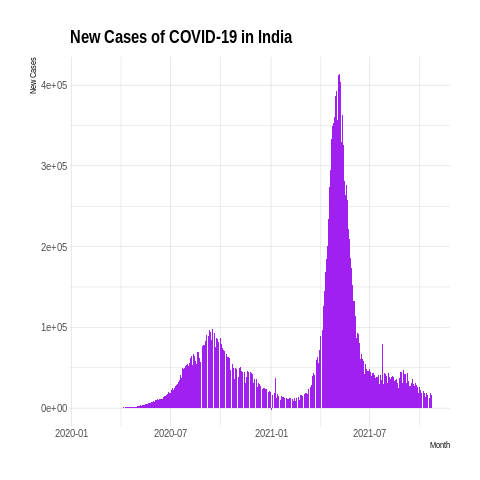 New Cases of COVID-19 in India
New Cases
4e+05
3e+05
2e+05
1e+05
0e+00
2020-01
2020-07
2021-01
2021-07
Month